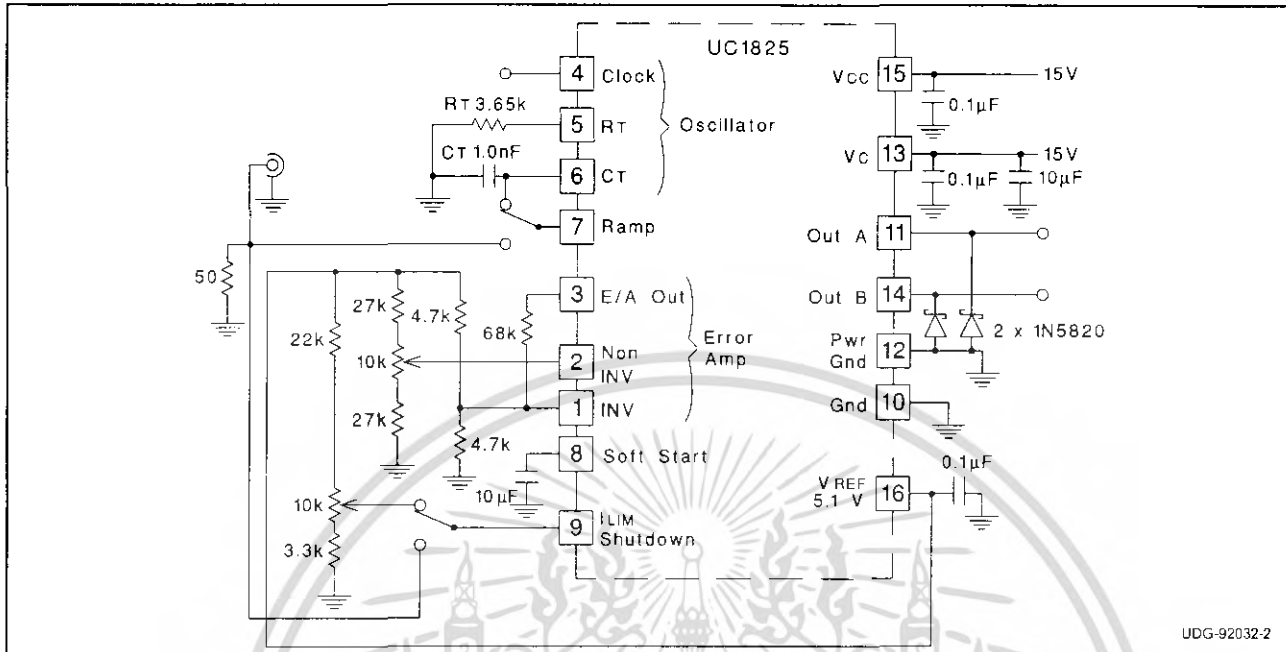 UC1825
4 Clock
RT 3.65k
5 RT
Oscillator
CT 1.0nF
6 CT
7 Ramp
50
3 E/A Out
27k
4.7k
22k
68k
Error
Amp
10k
2 Non
INV
27k
1 INV
4.7k
8 Soft Start
10µF
10k
9 ILIM
Shutdown
3.3k
Vcc 15
15V
0.1µF
Vc 13
15V
0.1µF
10µF
Out A 11
Out B 14
2 x 1N5820
Pwr
Gnd 12
Gnd 10
0.1µF
VREF
5.1 V 16
UDG-92032-2